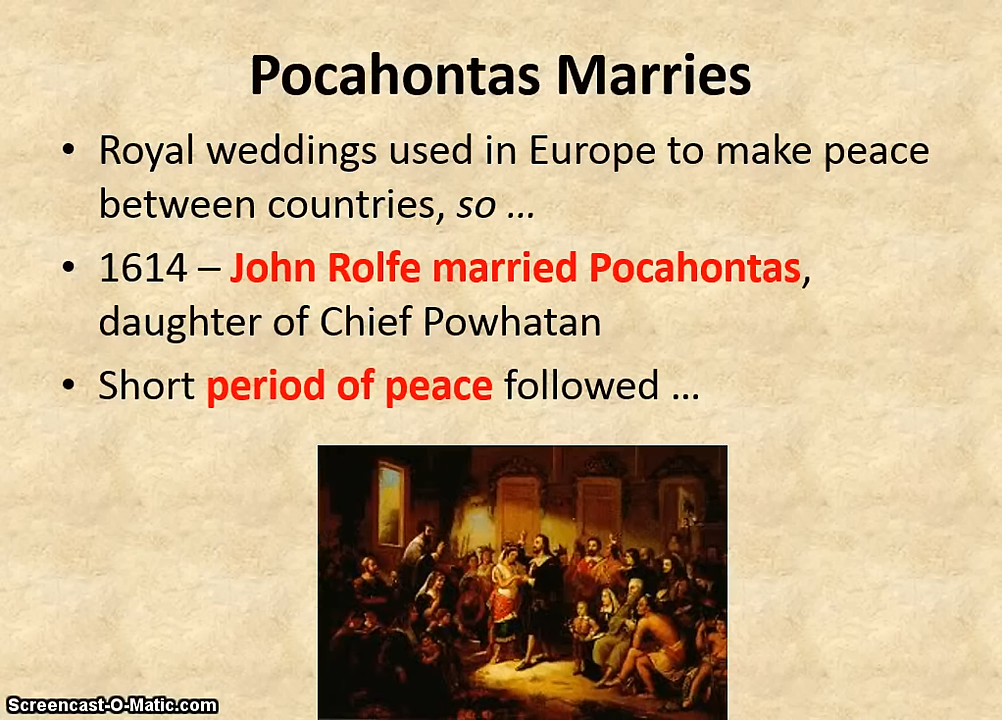 Pocahontas Marries
• Royal weddings used in Europe to make peace
between countries, so …
• 1614 – John Rolfe married Pocahontas,
daughter of Chief Powhatan
• Short period of peace followed …
Screencast-O-Matic.com